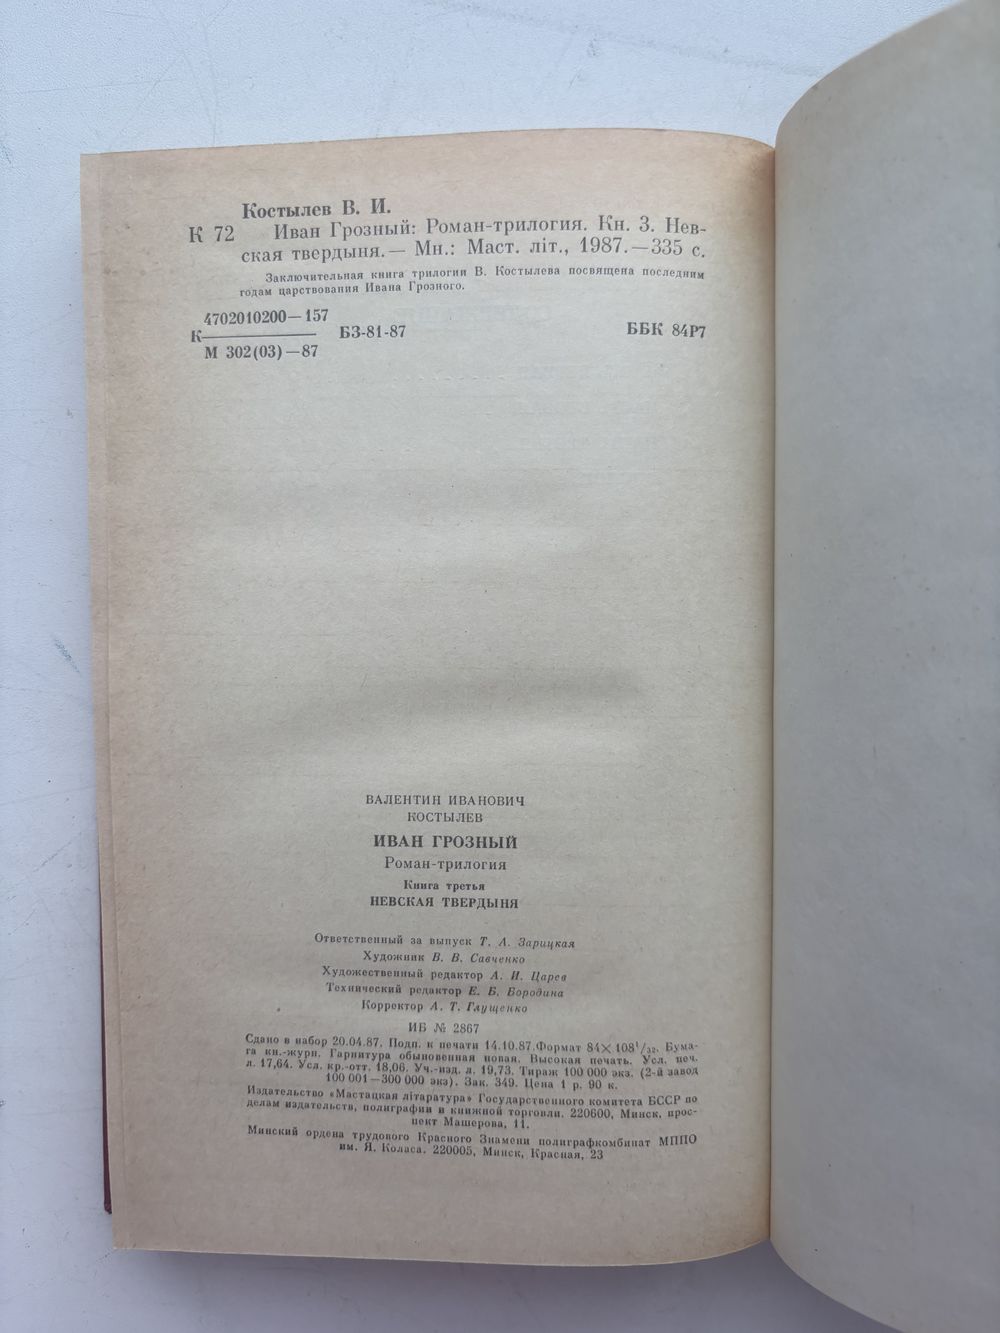 Костылев В. И.
К 72 Иван Грозный: Роман-трилогия. Кн. 3. Нев-
ская твердыня.— Мн.: Маст. літ., 1987.—335 с.
Заключительная книга трилогии В. Костылева посвящена последним
годам царствования Ивана Грозного.
4702010200—157
К———— БЗ-81-87 ББК 84Р7
М 302(03)—87
ВАЛЕНТИН ИВАНОВИЧ
КОСТЫЛЕВ
ИВАН ГРОЗНЫЙ
Роман-трилогия
Книга третья
НЕВСКАЯ ТВЕРДЫНЯ
Ответственный за выпуск Т. А. Зарицкая
Художник В. В. Савченко
Художественный редактор А. И. Царев
Технический редактор Е. Б. Бородина
Корректор А. Т. Глущенко
ИБ № 2867
Сдано в набор 20.04.87. Подп. к печати 14.10.87. Формат 84×108¹/₃₂. Бума-
га кн.-журн. Гарнитура обыновенная новая. Высокая печать. Усл. печ.
л. 17,64. Усл. кр.-отт. 18,06. Уч.-изд. л. 19,73. Тираж 100 000 экз. (2-й завод
100 001—300 000 экз). Зак. 349. Цена 1 р. 90 к.
Издательство «Мастацкая літаратура» Государственного комитета БССР по
делам издательств, полиграфии и книжной торговли. 220600, Минск, прос-
пект Машерова, 11.
Минский ордена трудового Красного Знамени полиграфкомбинат МППО
им. Я. Коласа. 220005, Минск, Красная, 23